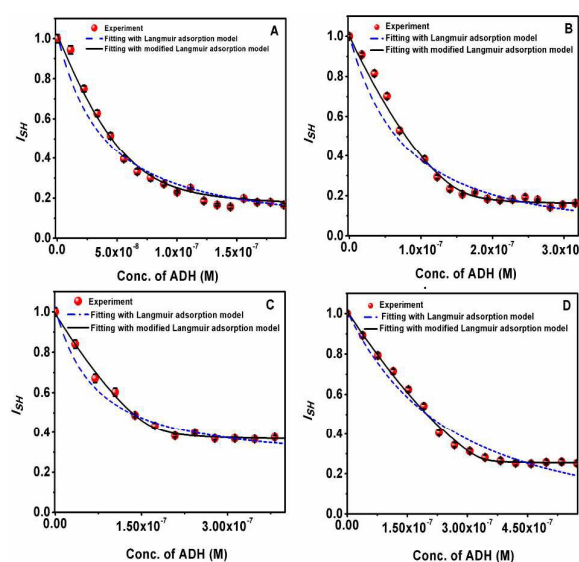 A
Experiment
Fitting with Langmuir adsorption model
Fitting with modified Langmuir adsorption model
1.0
0.8
0.6
0.4
0.2
0.0
I_SH
0 5.0x10⁻⁸ 1.0x10⁻⁷ 1.5x10⁻⁷
Conc. of ADH (M)
B
Experiment
Fitting with Langmuir adsorption model
Fitting with modified Langmuir adsorption model
1.0
0.8
0.6
0.4
0.2
0.0
0 1.0x10⁻⁷ 2.0x10⁻⁷ 3.0x10
Conc. of ADH (M)
C
Experiment
Fitting with Langmuir adsorption model
Fitting with modified Langmuir adsorption model
1.0
0.8
0.6
0.4
0.2
0.0
I_SH
0.00 1.50x10⁻⁷ 3.00x10⁻⁷
Conc. of ADH (M)
D
Experiment
Fitting with Langmuir adsorption model
Fitting with modified Langmuir adsorption model
1.0
0.8
0.6
0.4
0.2
0.0
0.00 1.50x10⁻⁷ 3.00x10⁻⁷ 4.50x10⁻⁷
Conc. of ADH (M)